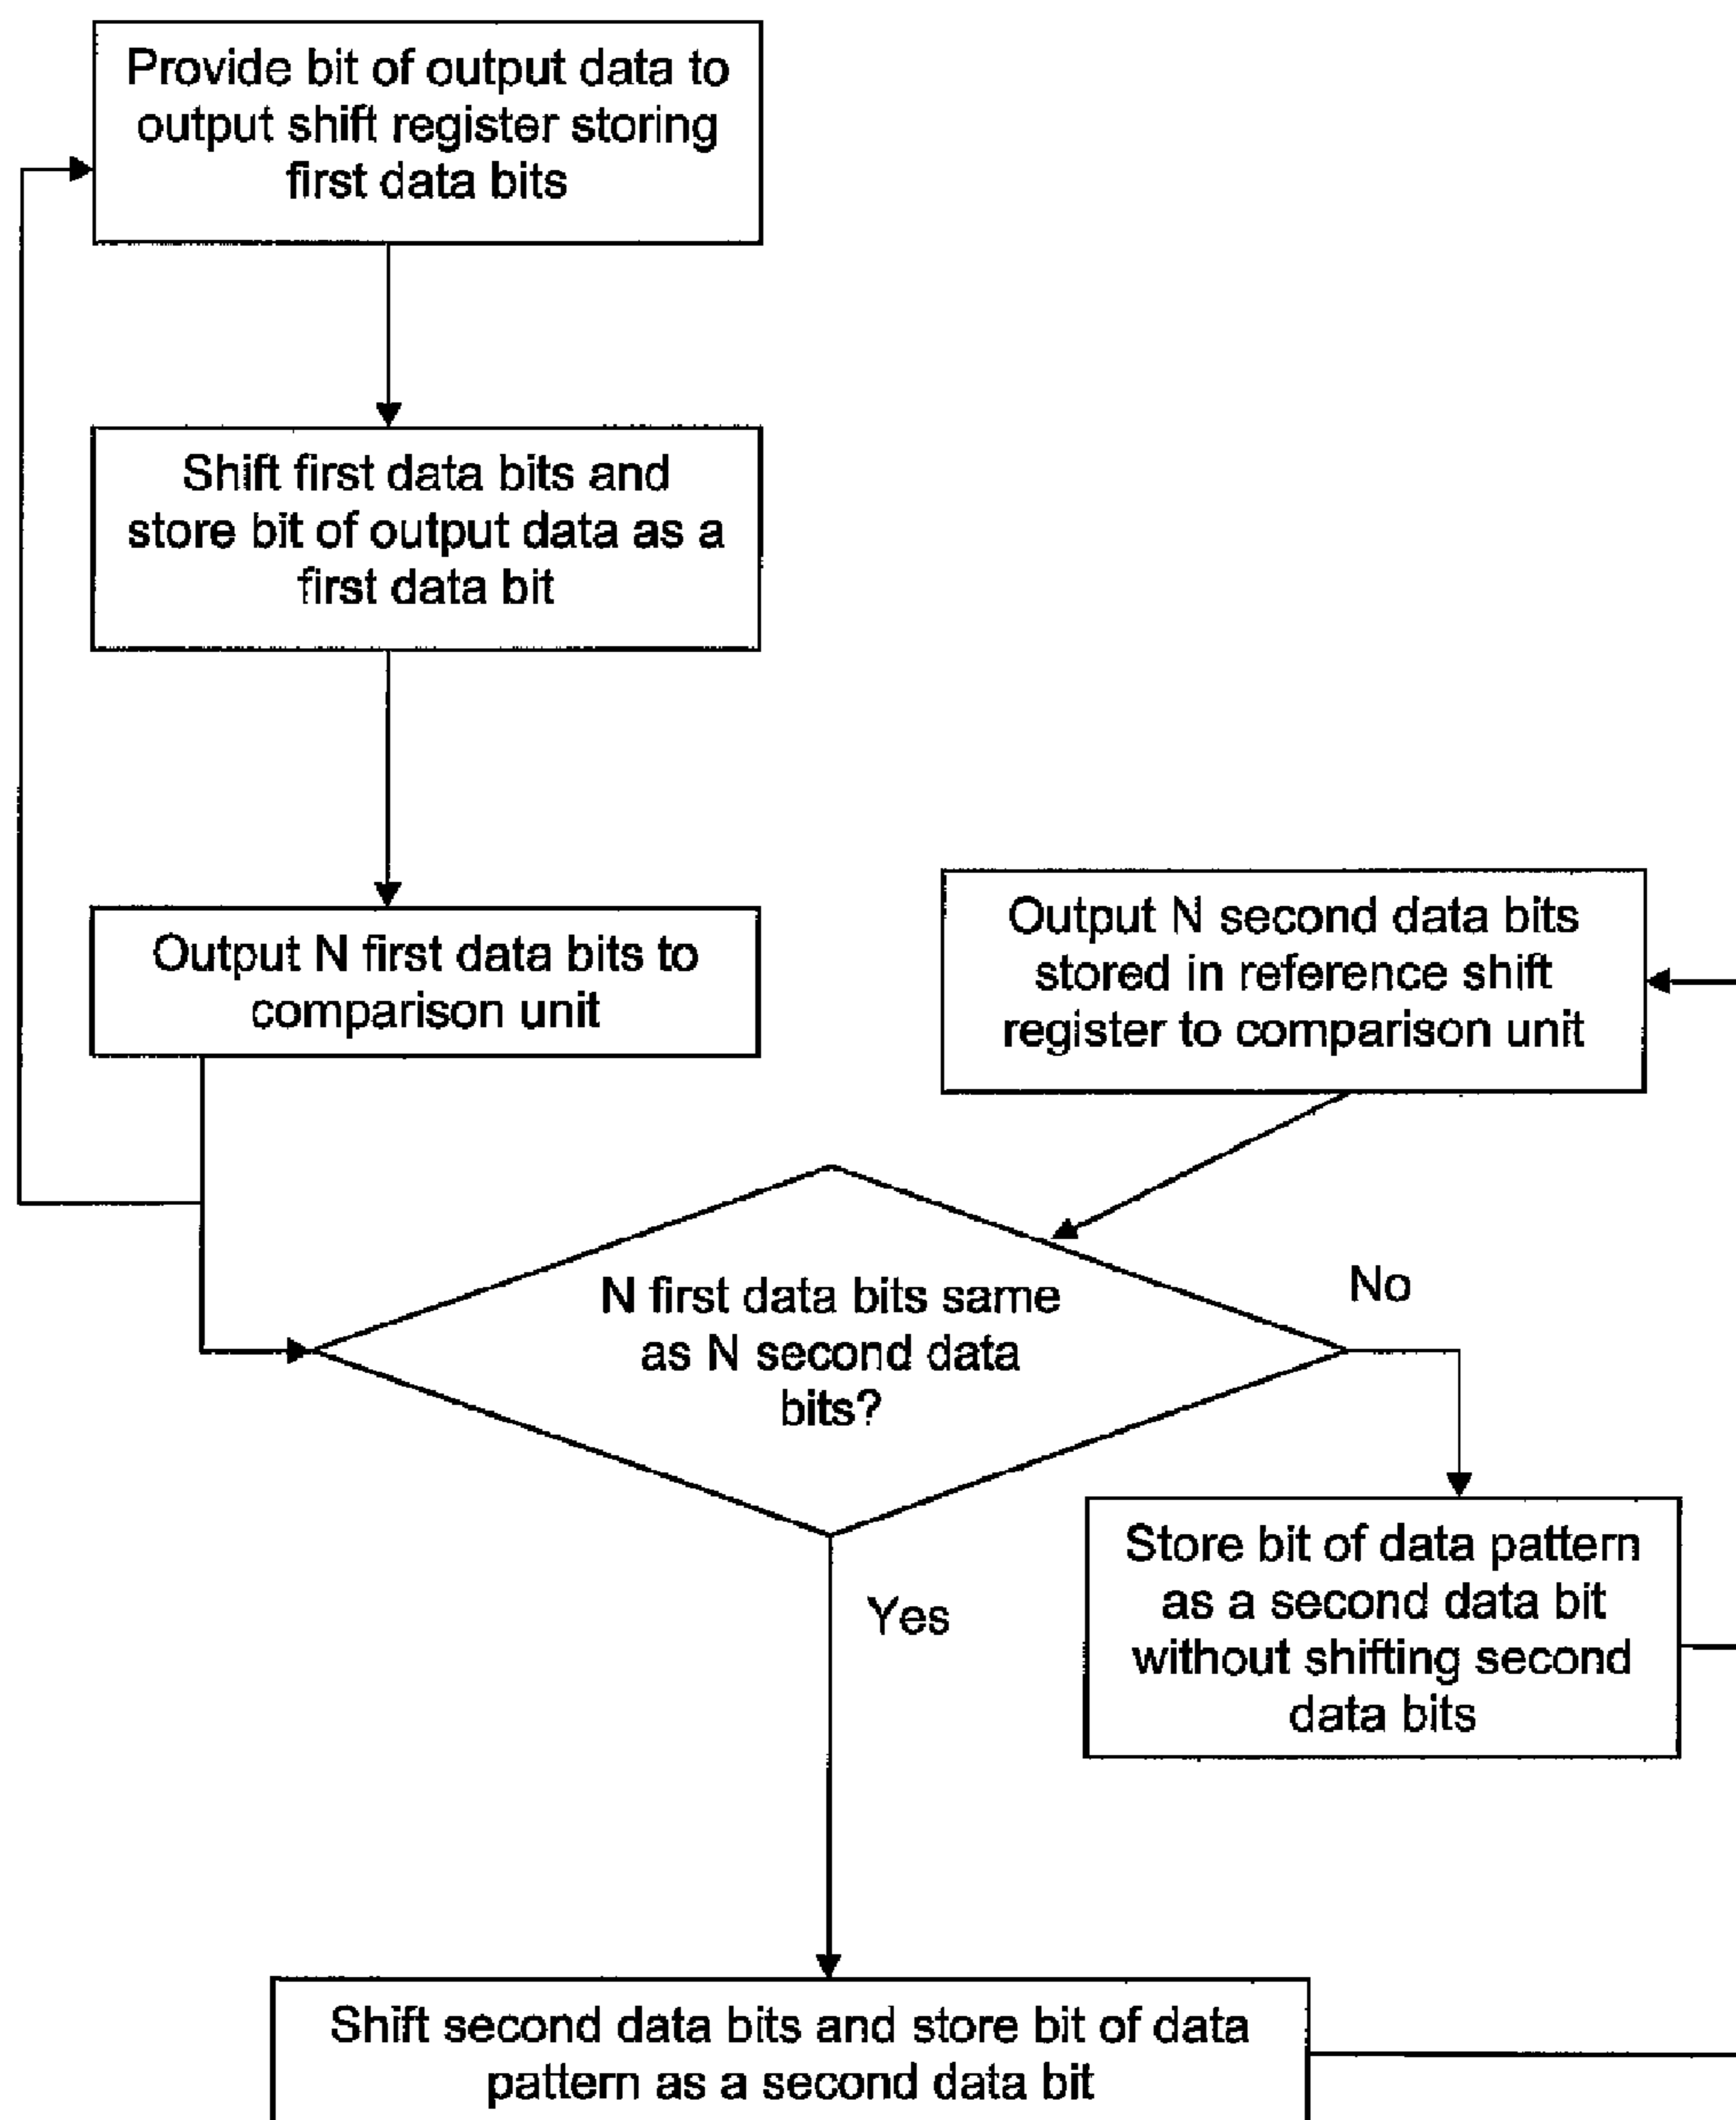 Provide bit of output data to
output shift register storing
first data bits
Shift first data bits and
store bit of output data as a
first data bit
Output N first data bits to
comparison unit
Output N second data bits
stored in reference shift
register to comparison unit
N first data bits same
as N second data
bits?
No
Store bit of data pattern
as a second data bit
without shifting second
data bits
Yes
Shift second data bits and store bit of data
pattern as a second data bit